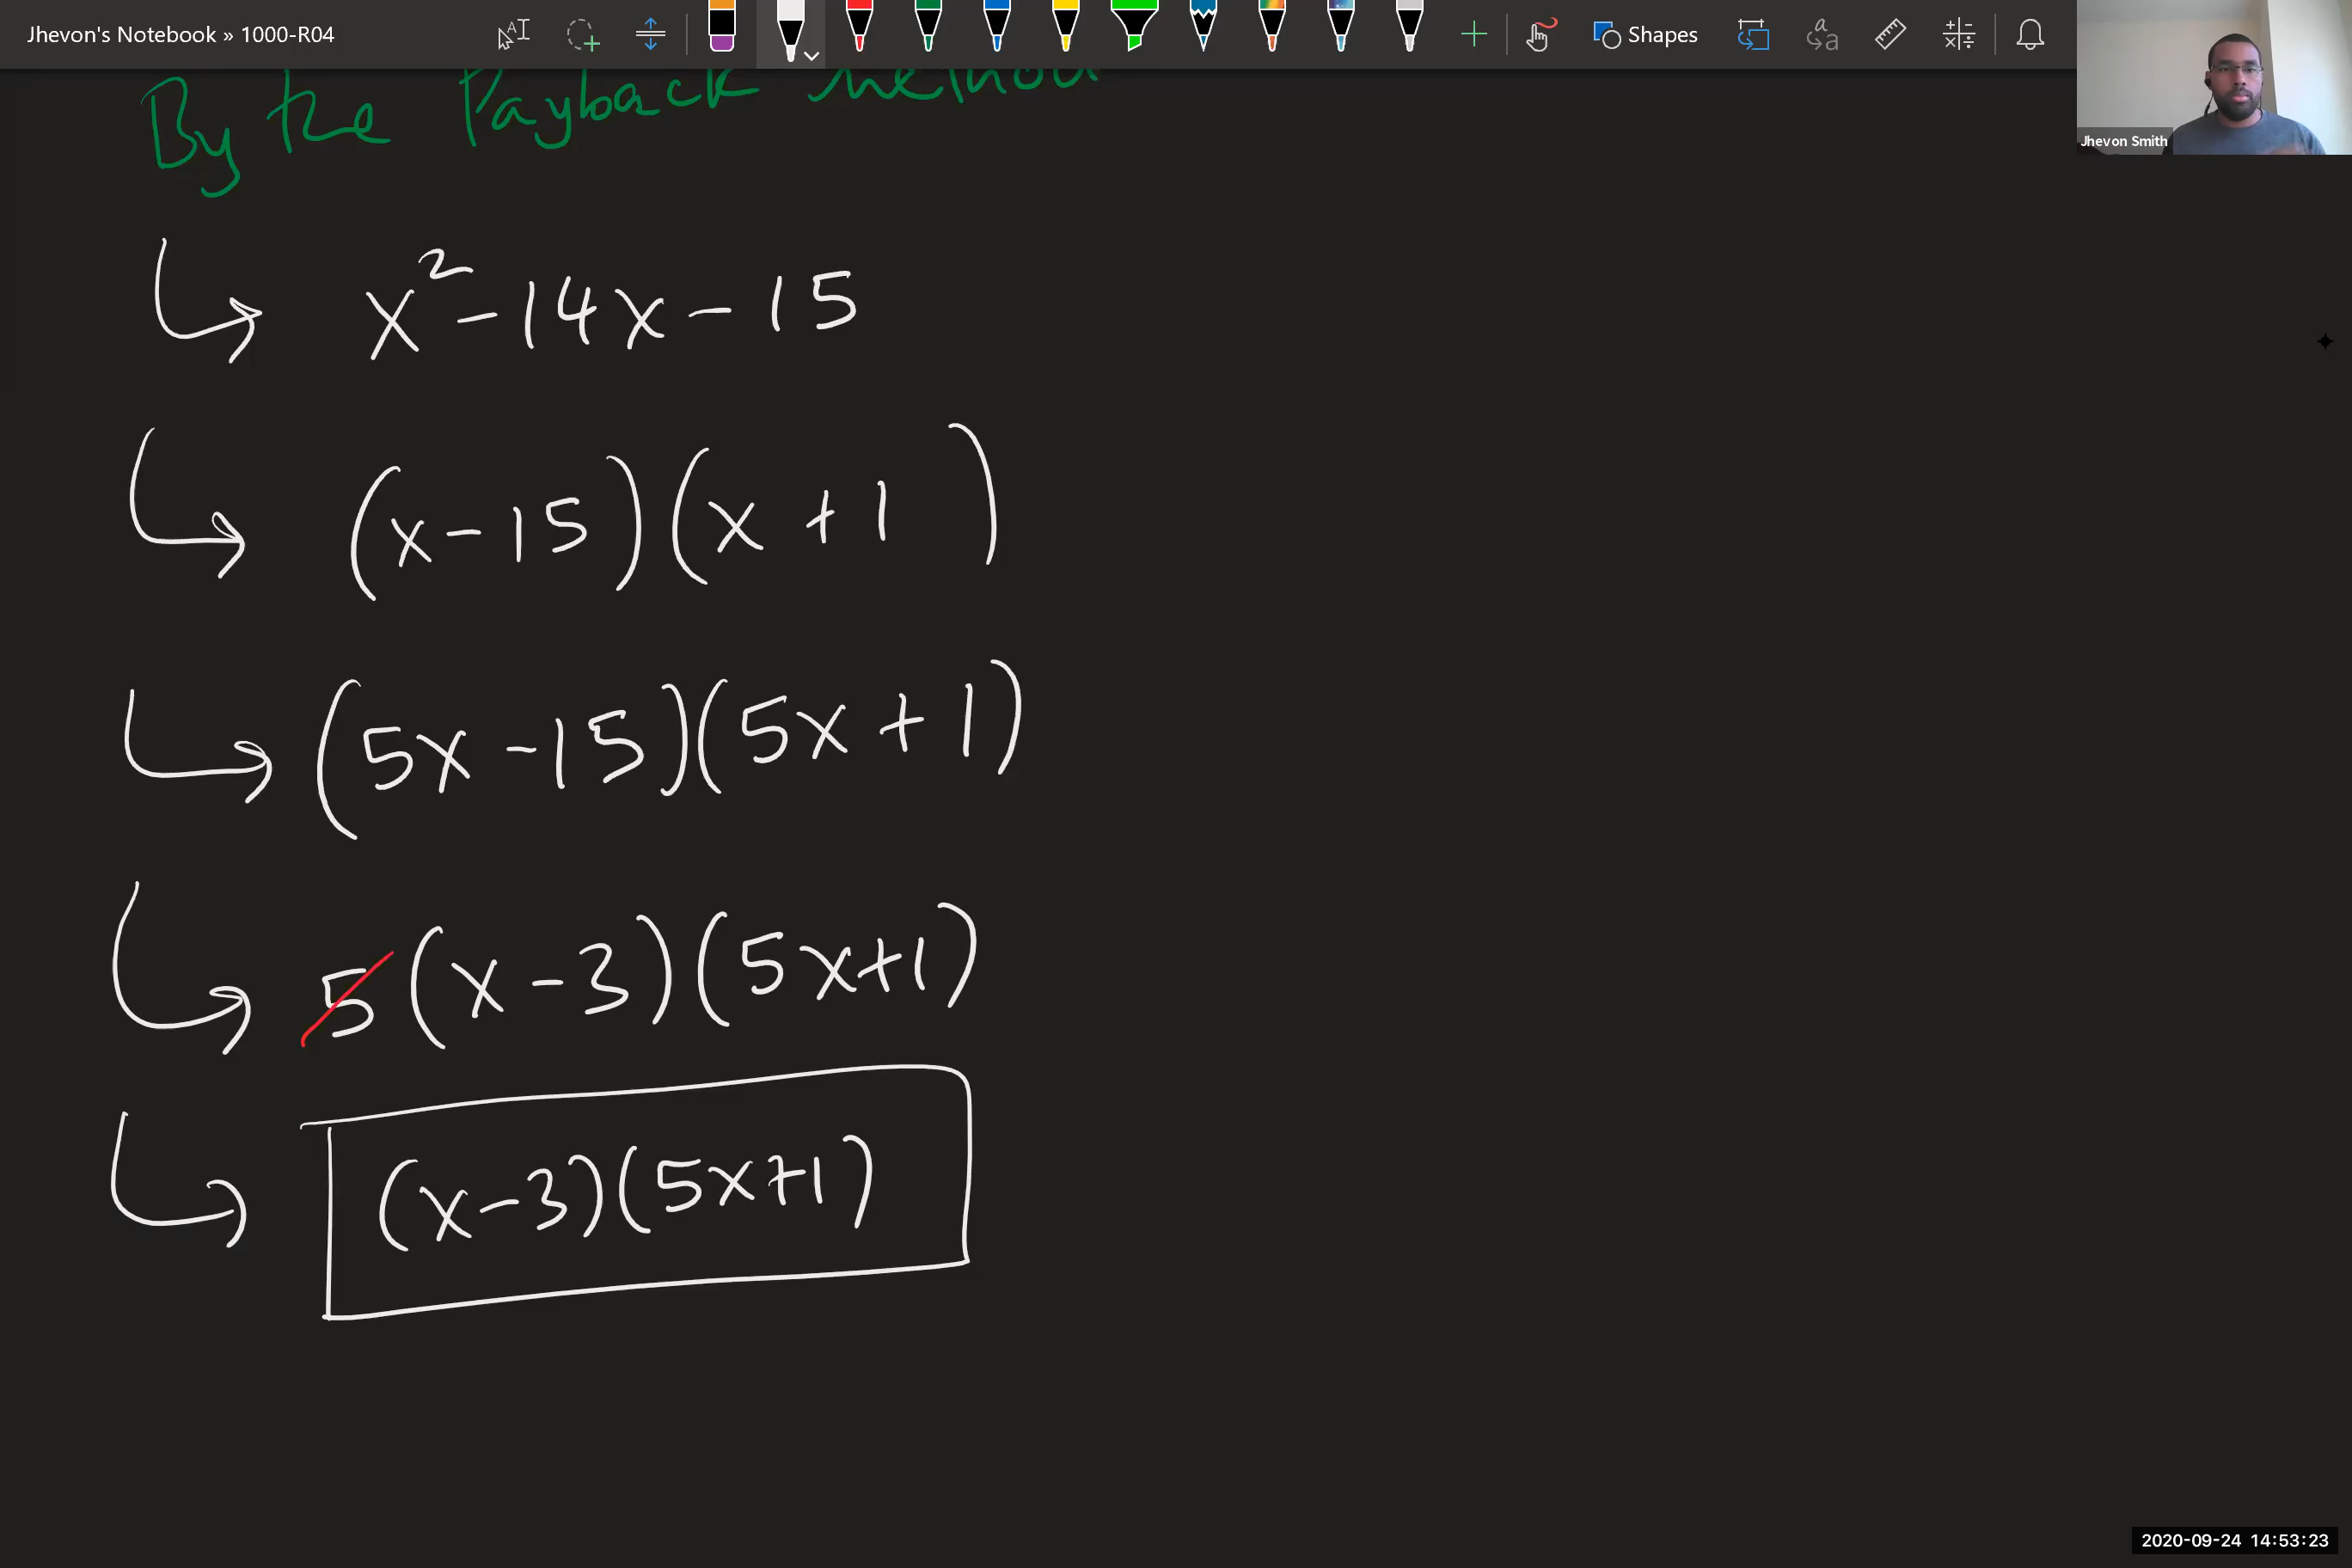 Jhevon's Notebook » 1000-R04
Shapes
Jhevon Smith
By the Payback method
x² - 14x - 15
(x - 15)(x + 1)
(5x - 15)(5x + 1)
5(x - 3)(5x + 1)
(x - 3)(5x + 1)
2020-09-24 14:53:23